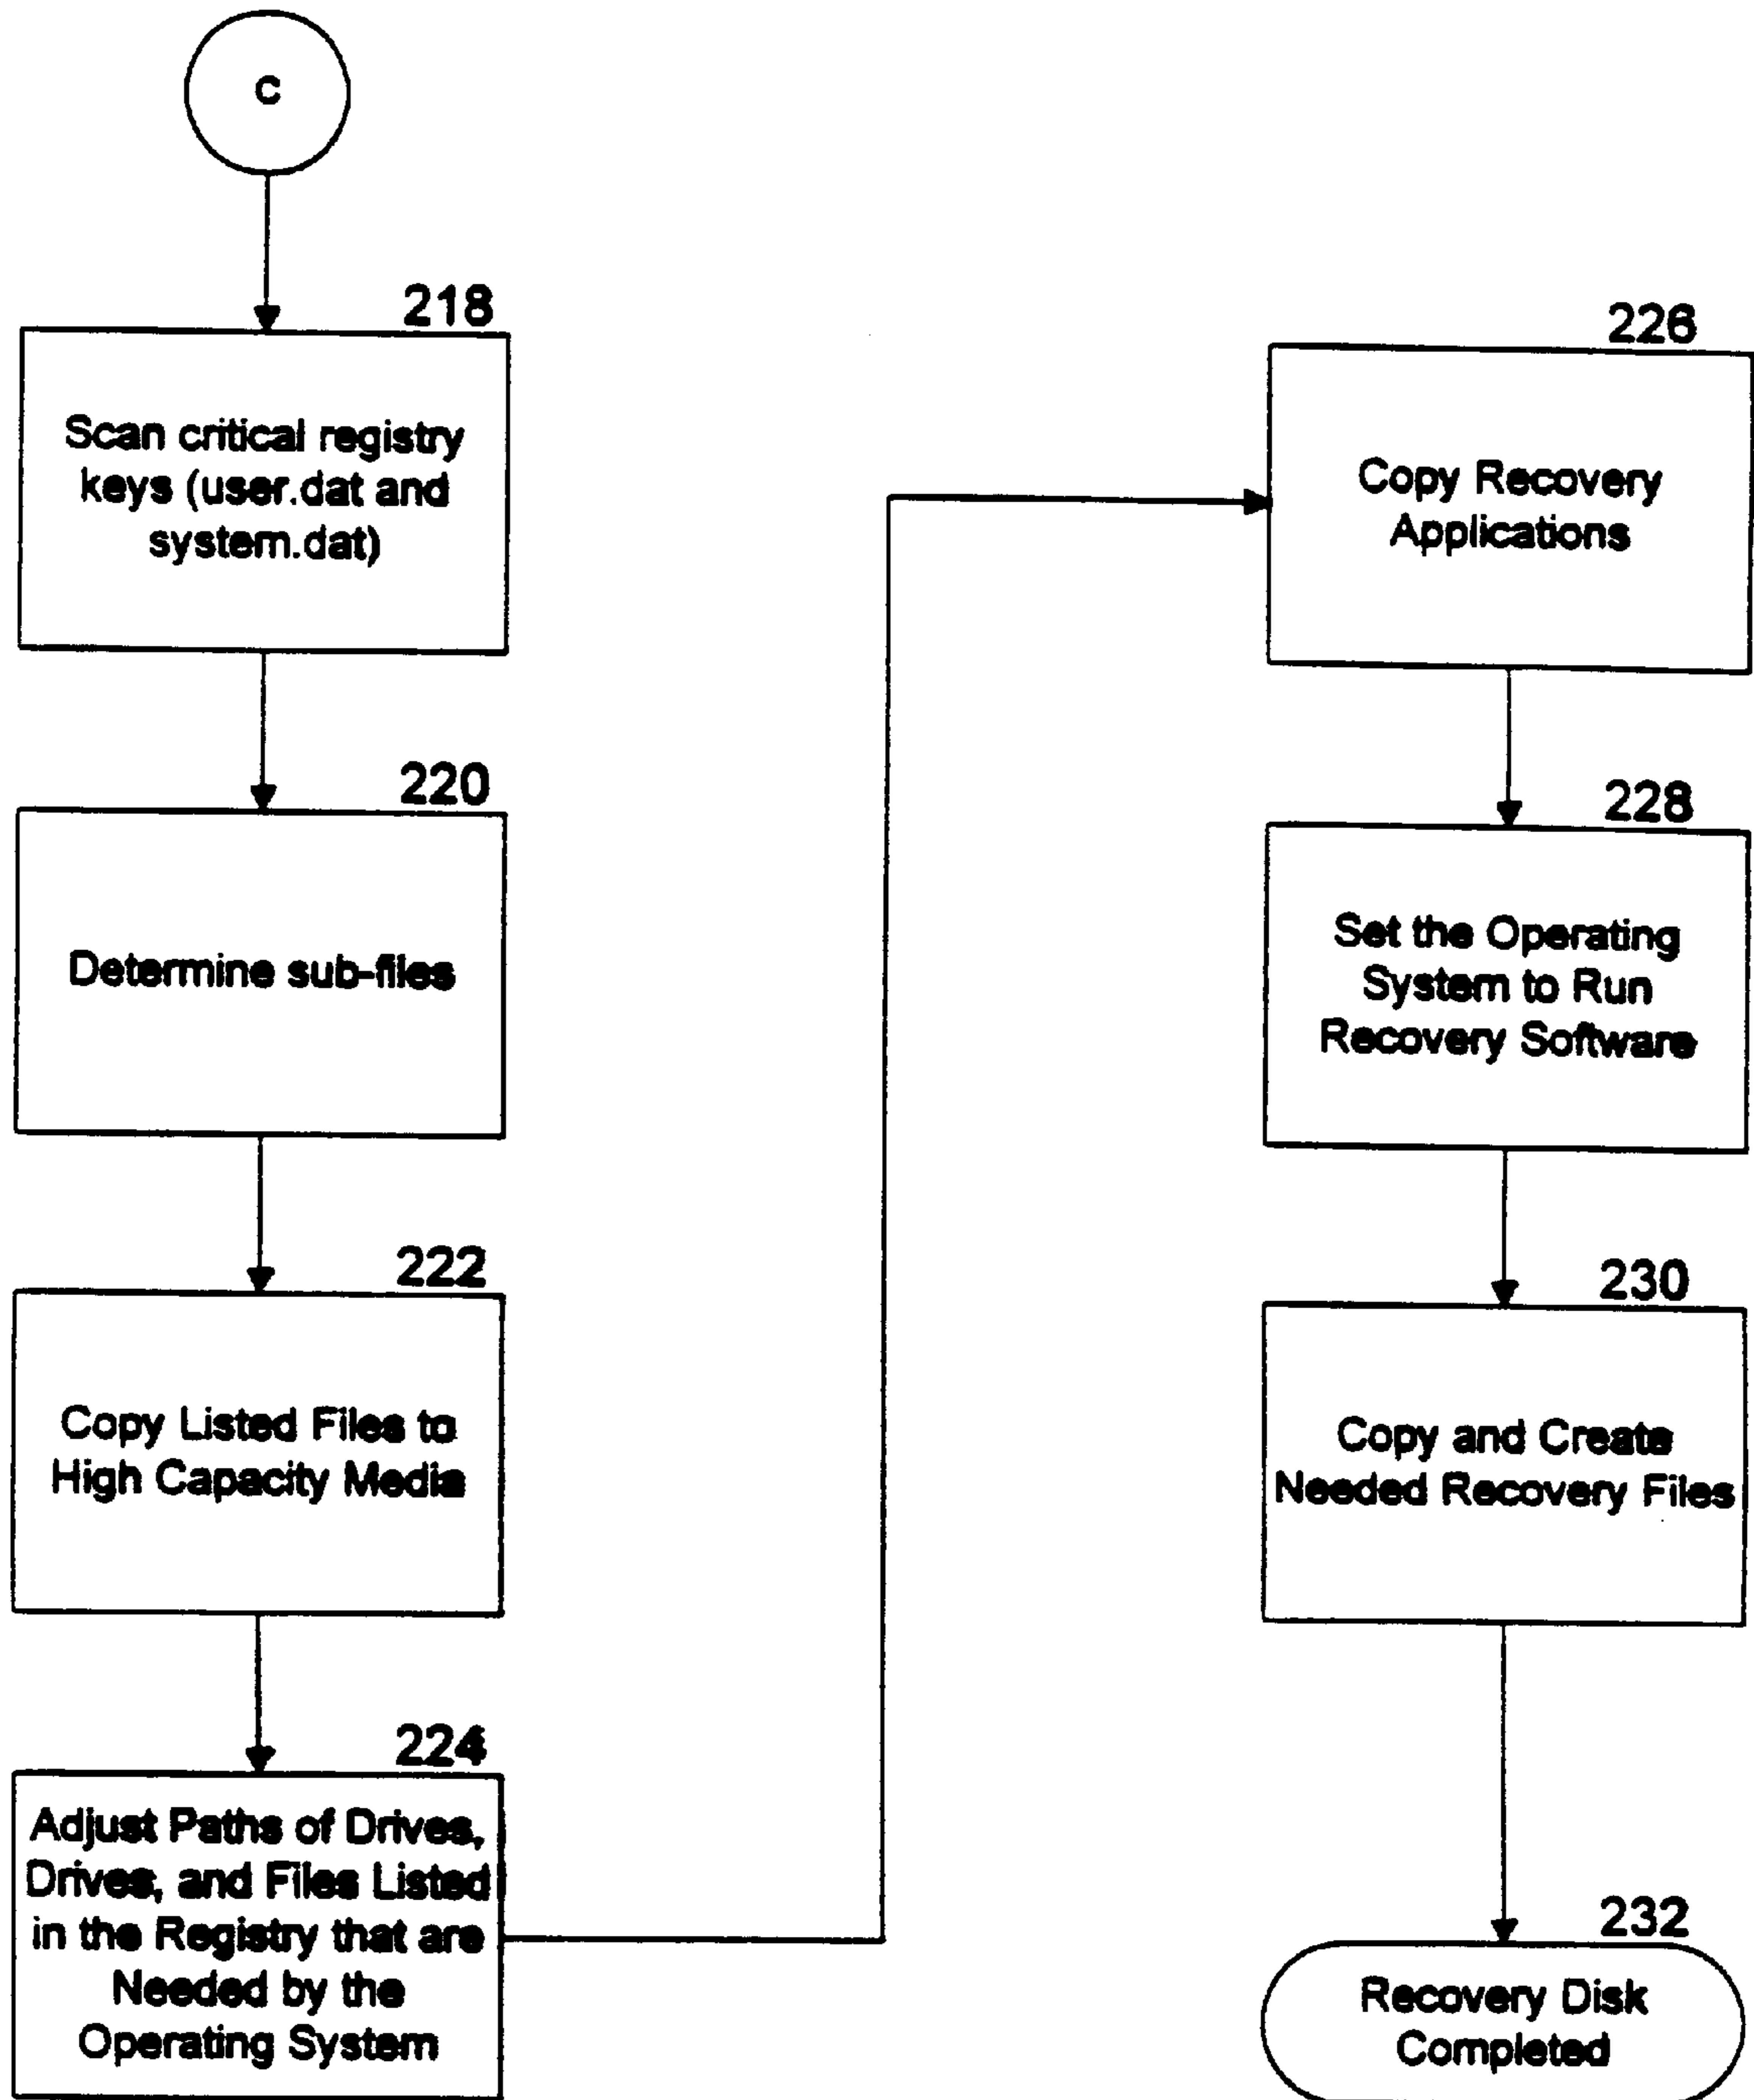 C
218
Scan critical registry
keys (user.dat and
system.dat)
220
Determine sub-files
222
Copy Listed Files to
High Capacity Media
224
Adjust Paths of Drives,
Drives, and Files Listed
in the Registry that are
Needed by the
Operating System
226
Copy Recovery
Applications
228
Set the Operating
System to Run
Recovery Software
230
Copy and Create
Needed Recovery Files
232
Recovery Disk
Completed